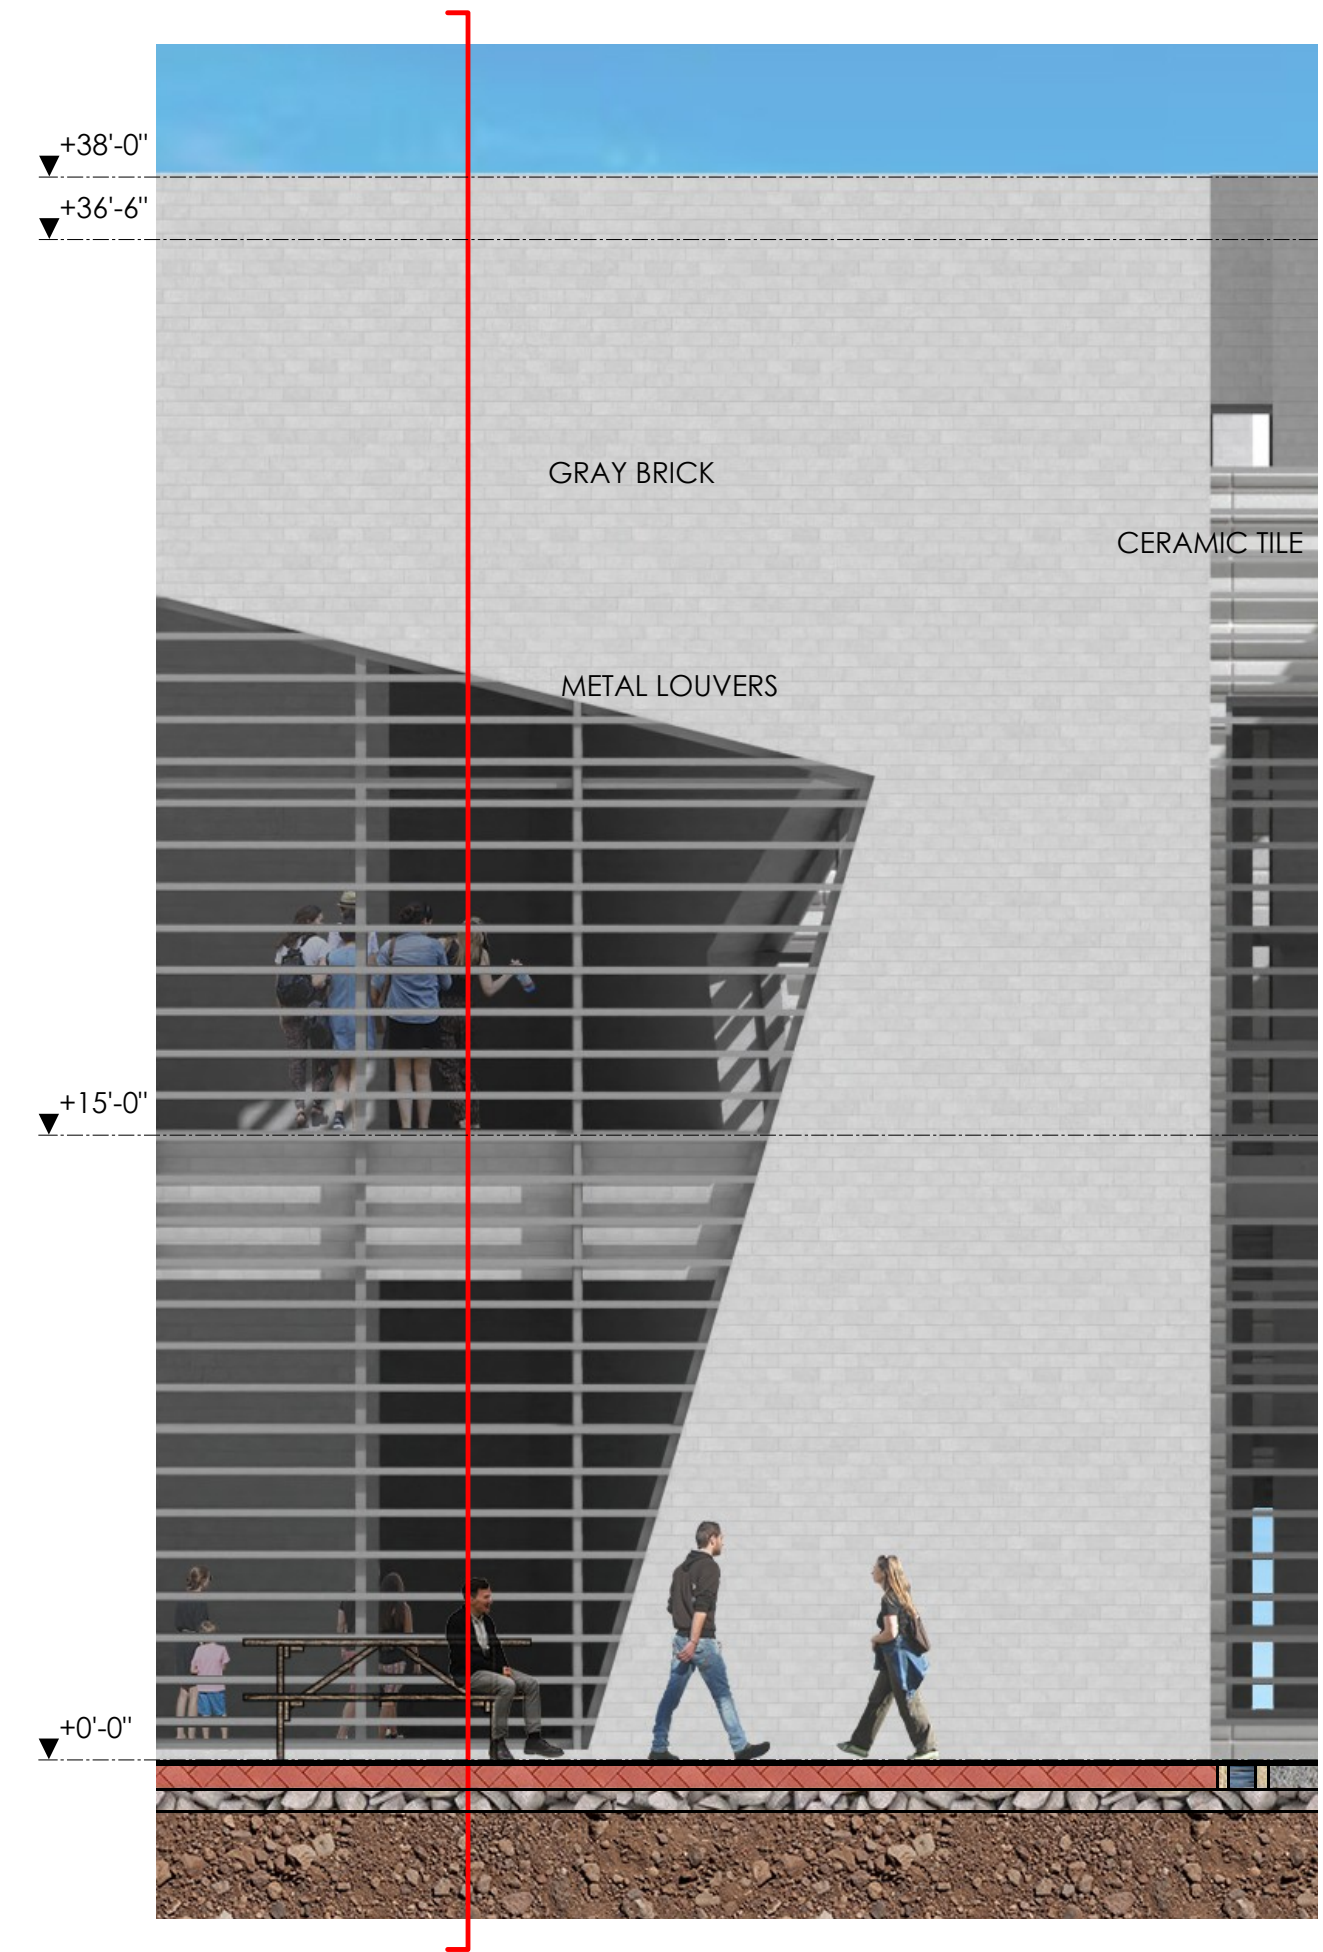 +38'-0"
+36'-6"
GRAY BRICK
CERAMIC TILE
METAL LOUVERS
+15'-0"
+0'-0"